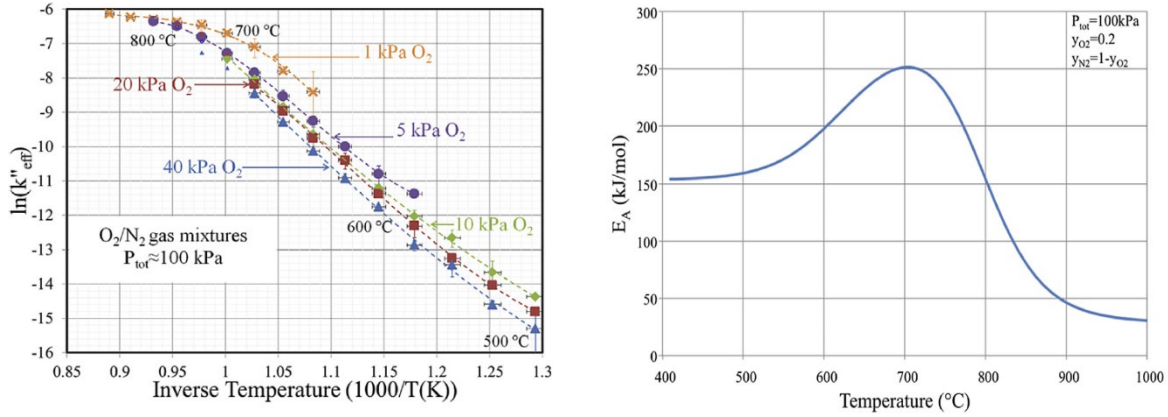 -6
-7
-8
-9
-10
-11
-12
-13
-14
-15
-16
ln(k"eff)
800 °C
700 °C
1 kPa O2
20 kPa O2
5 kPa O2
40 kPa O2
10 kPa O2
600 °C
500 °C
O2/N2 gas mixtures
Ptot≈100 kPa
0.85 0.9 0.95 1 1.05 1.1 1.15 1.2 1.25 1.3
Inverse Temperature (1000/T(K))
300
250
200
150
100
50
0
EA (kJ/mol)
Ptot=100kPa
yO2=0.2
yN2=1-yO2
400 500 600 700 800 900 1000
Temperature (°C)